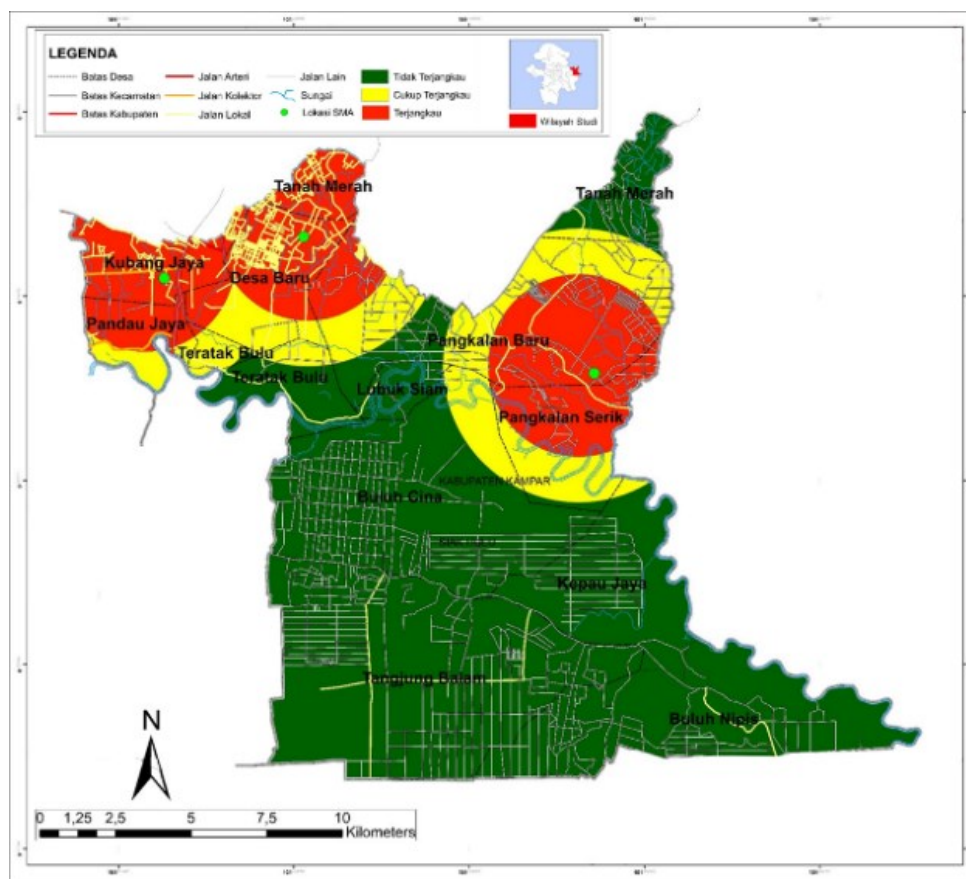 LEGENDA
Batas Desa
Batas Kecamatan
Batas Kabupaten
Jalan Arteri
Jalan Kolektor
Jalan Lokal
Jalan Lain
Sungai
Lokasi SMA
Tidak Terjangkau
Cukup Terjangkau
Terjangkau
Wilayah Studi
Tanah Merah
Tanah Merah
Kubang Jaya
Desa Baru
Pandau Jaya
Pangkalan Baru
Teratak Bulu
Teratak Bulu
Lobuk Siam
Pangkalan Serik
KABUPATEN KAMPAR
Buluh Cina
Kepau Jaya
Tangjung Balam
Buluh Nipis
N
0 1,25 2,5 5 7,5 10
Kilometers